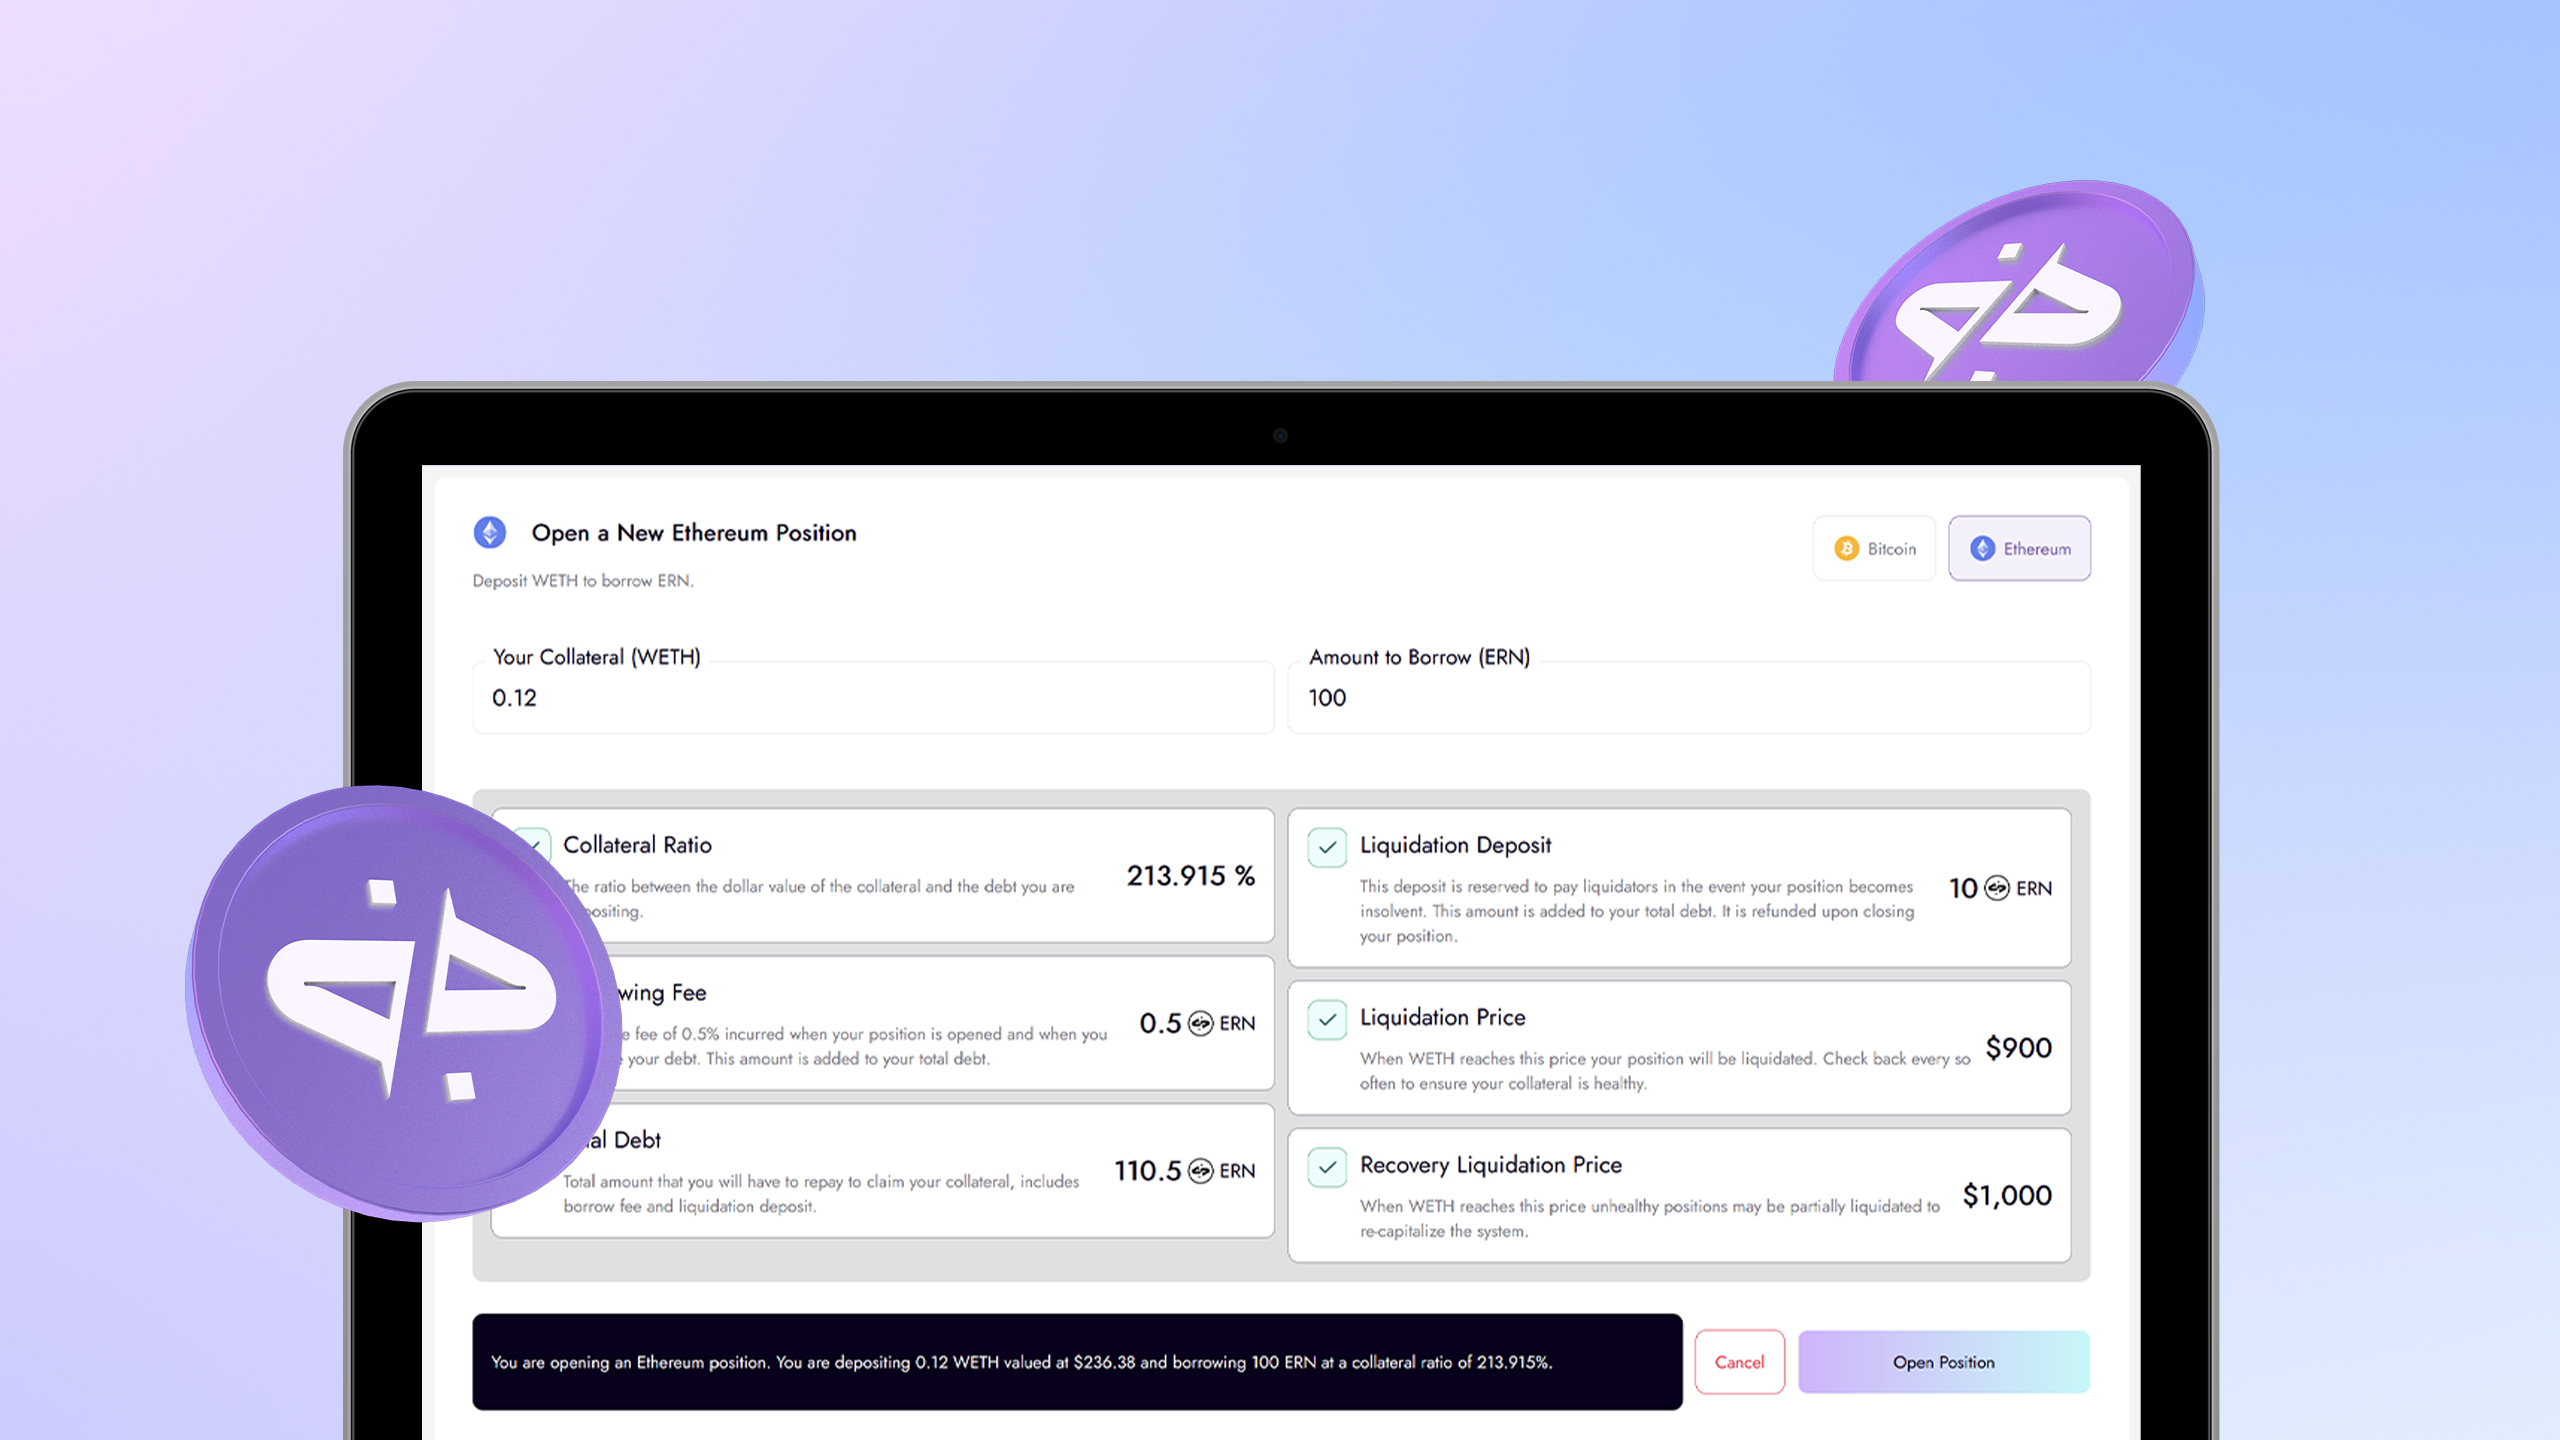 Open a New Ethereum Position
Bitcoin
Ethereum
Deposit WETH to borrow ERN.
Your Collateral (WETH)
0.12
Amount to Borrow (ERN)
100
Collateral Ratio
The ratio between the dollar value of the collateral and the debt you are
positing.
213.915 %
wing Fee
fee of 0.5% incurred when your position is opened and when you
your debt. This amount is added to your total debt.
0.5 ERN
al Debt
Total amount that you will have to repay to claim your collateral, includes
borrow fee and liquidation deposit.
110.5 ERN
Liquidation Deposit
This deposit is reserved to pay liquidators in the event your position becomes
insolvent. This amount is added to your total debt. It is refunded upon closing
your position.
10 ERN
Liquidation Price
When WETH reaches this price your position will be liquidated. Check back every so
often to ensure your collateral is healthy.
$900
Recovery Liquidation Price
When WETH reaches this price unhealthy positions may be partially liquidated to
re-capitalize the system.
$1,000
You are opening an Ethereum position. You are depositing 0.12 WETH valued at $236.38 and borrowing 100 ERN at a collateral ratio of 213.915%.
Cancel
Open Position